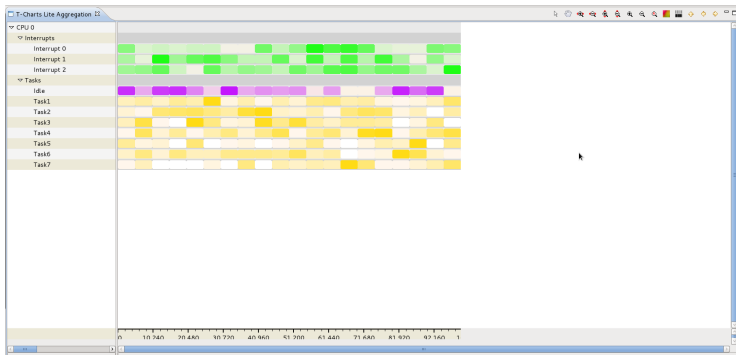 T-Charts Lite Aggregation
CPU 0
Interrupts
Interrupt 0
Interrupt 1
Interrupt 2
Tasks
Idle
Task1
Task2
Task3
Task4
Task5
Task6
Task7
0 10 240 20 480 30 720 40 960 51 200 61 440 71 680 81 920 92 160 1